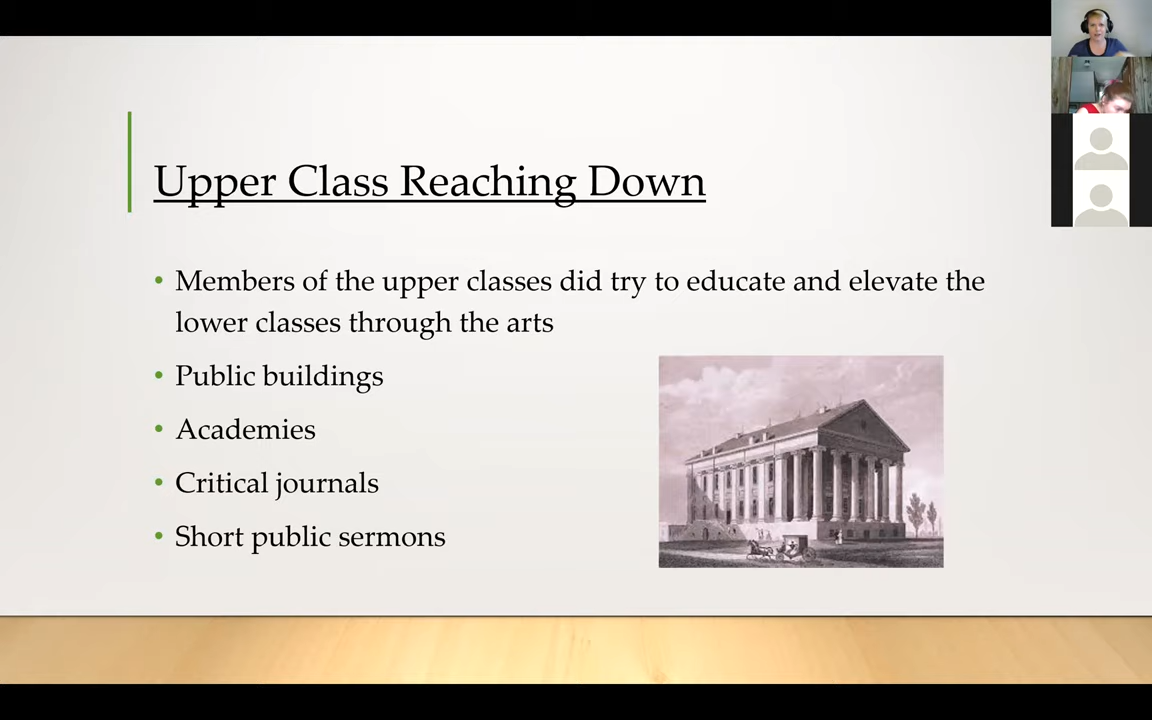 Upper Class Reaching Down
• Members of the upper classes did try to educate and elevate the
lower classes through the arts
• Public buildings
• Academies
• Critical journals
• Short public sermons